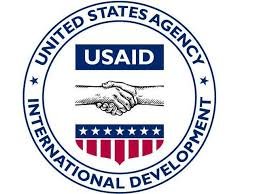 UNITED STATES AGENCY
USAID
INTERNATIONAL DEVELOPMENT